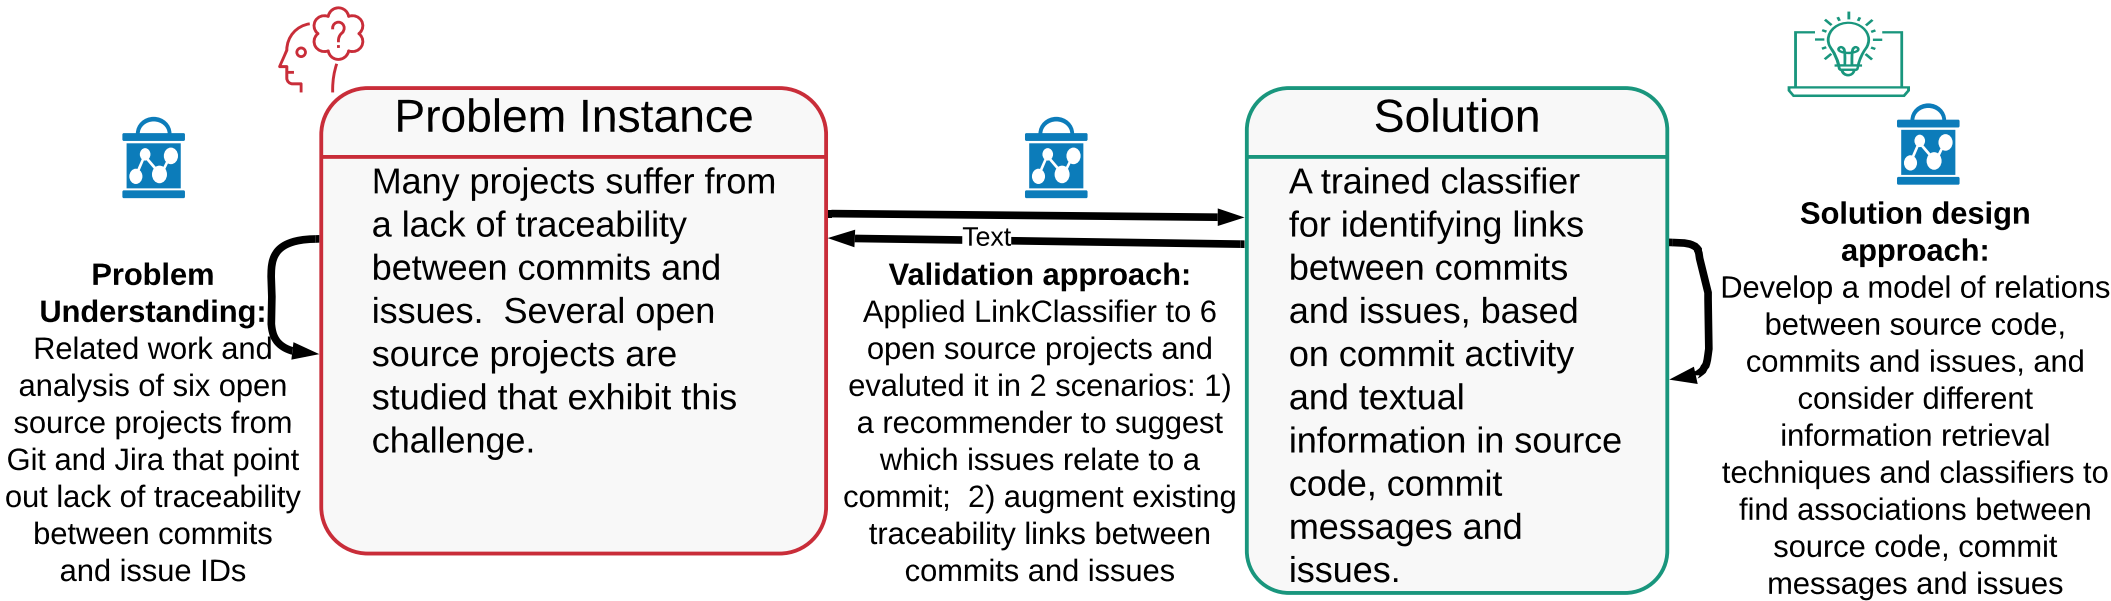 ?
Problem
Understanding:
Related work and
analysis of six open
source projects from
Git and Jira that point
out lack of traceability
between commits
and issue IDs
Problem Instance
Many projects suffer from
a lack of traceability
between commits and
issues.  Several open
source projects are
studied that exhibit this
challenge.
Text
Validation approach:
Applied LinkClassifier to 6
open source projects and
evaluted it in 2 scenarios: 1)
a recommender to suggest
which issues relate to a
commit;  2) augment existing
traceability links between
commits and issues
Solution
A trained classifier
for identifying links
between commits
and issues, based
on commit activity
and textual
information in source
code, commit
messages and
issues.
Solution design
approach:
Develop a model of relations
between source code,
commits and issues, and
consider different
information retrieval
techniques and classifiers to
find associations between
source code, commit
messages and issues